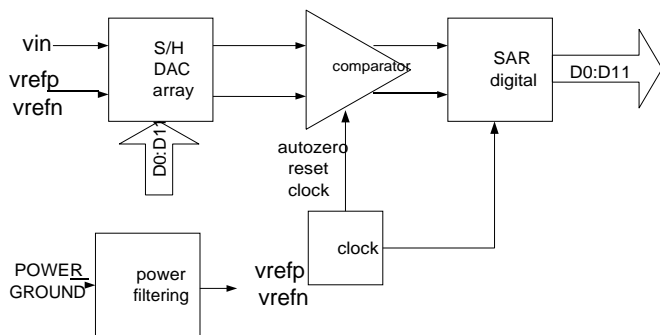 vin
vrefp
vrefn
S/H
DAC
array
D0:D11
comparator
autozero
reset
clock
SAR
digital
D0:D11
clock
POWER
GROUND
power
filtering
vrefp
vrefn